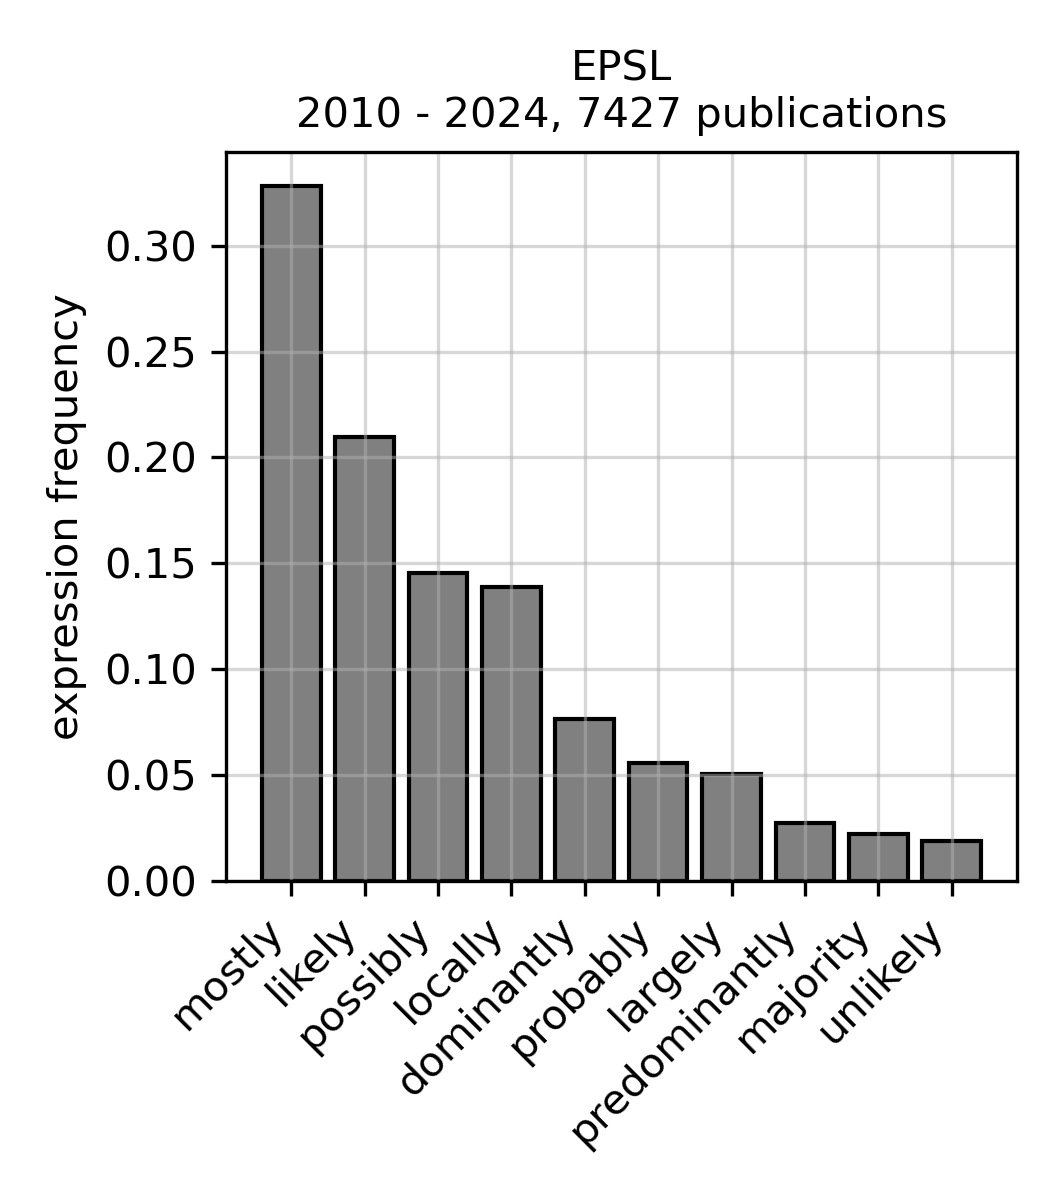 EPSL
2010 - 2024, 7427 publications
expression frequency
0.30
0.25
0.20
0.15
0.10
0.05
0.00
mostly
likely
possibly
locally
dominantly
probably
largely
predominantly
majority
unlikely